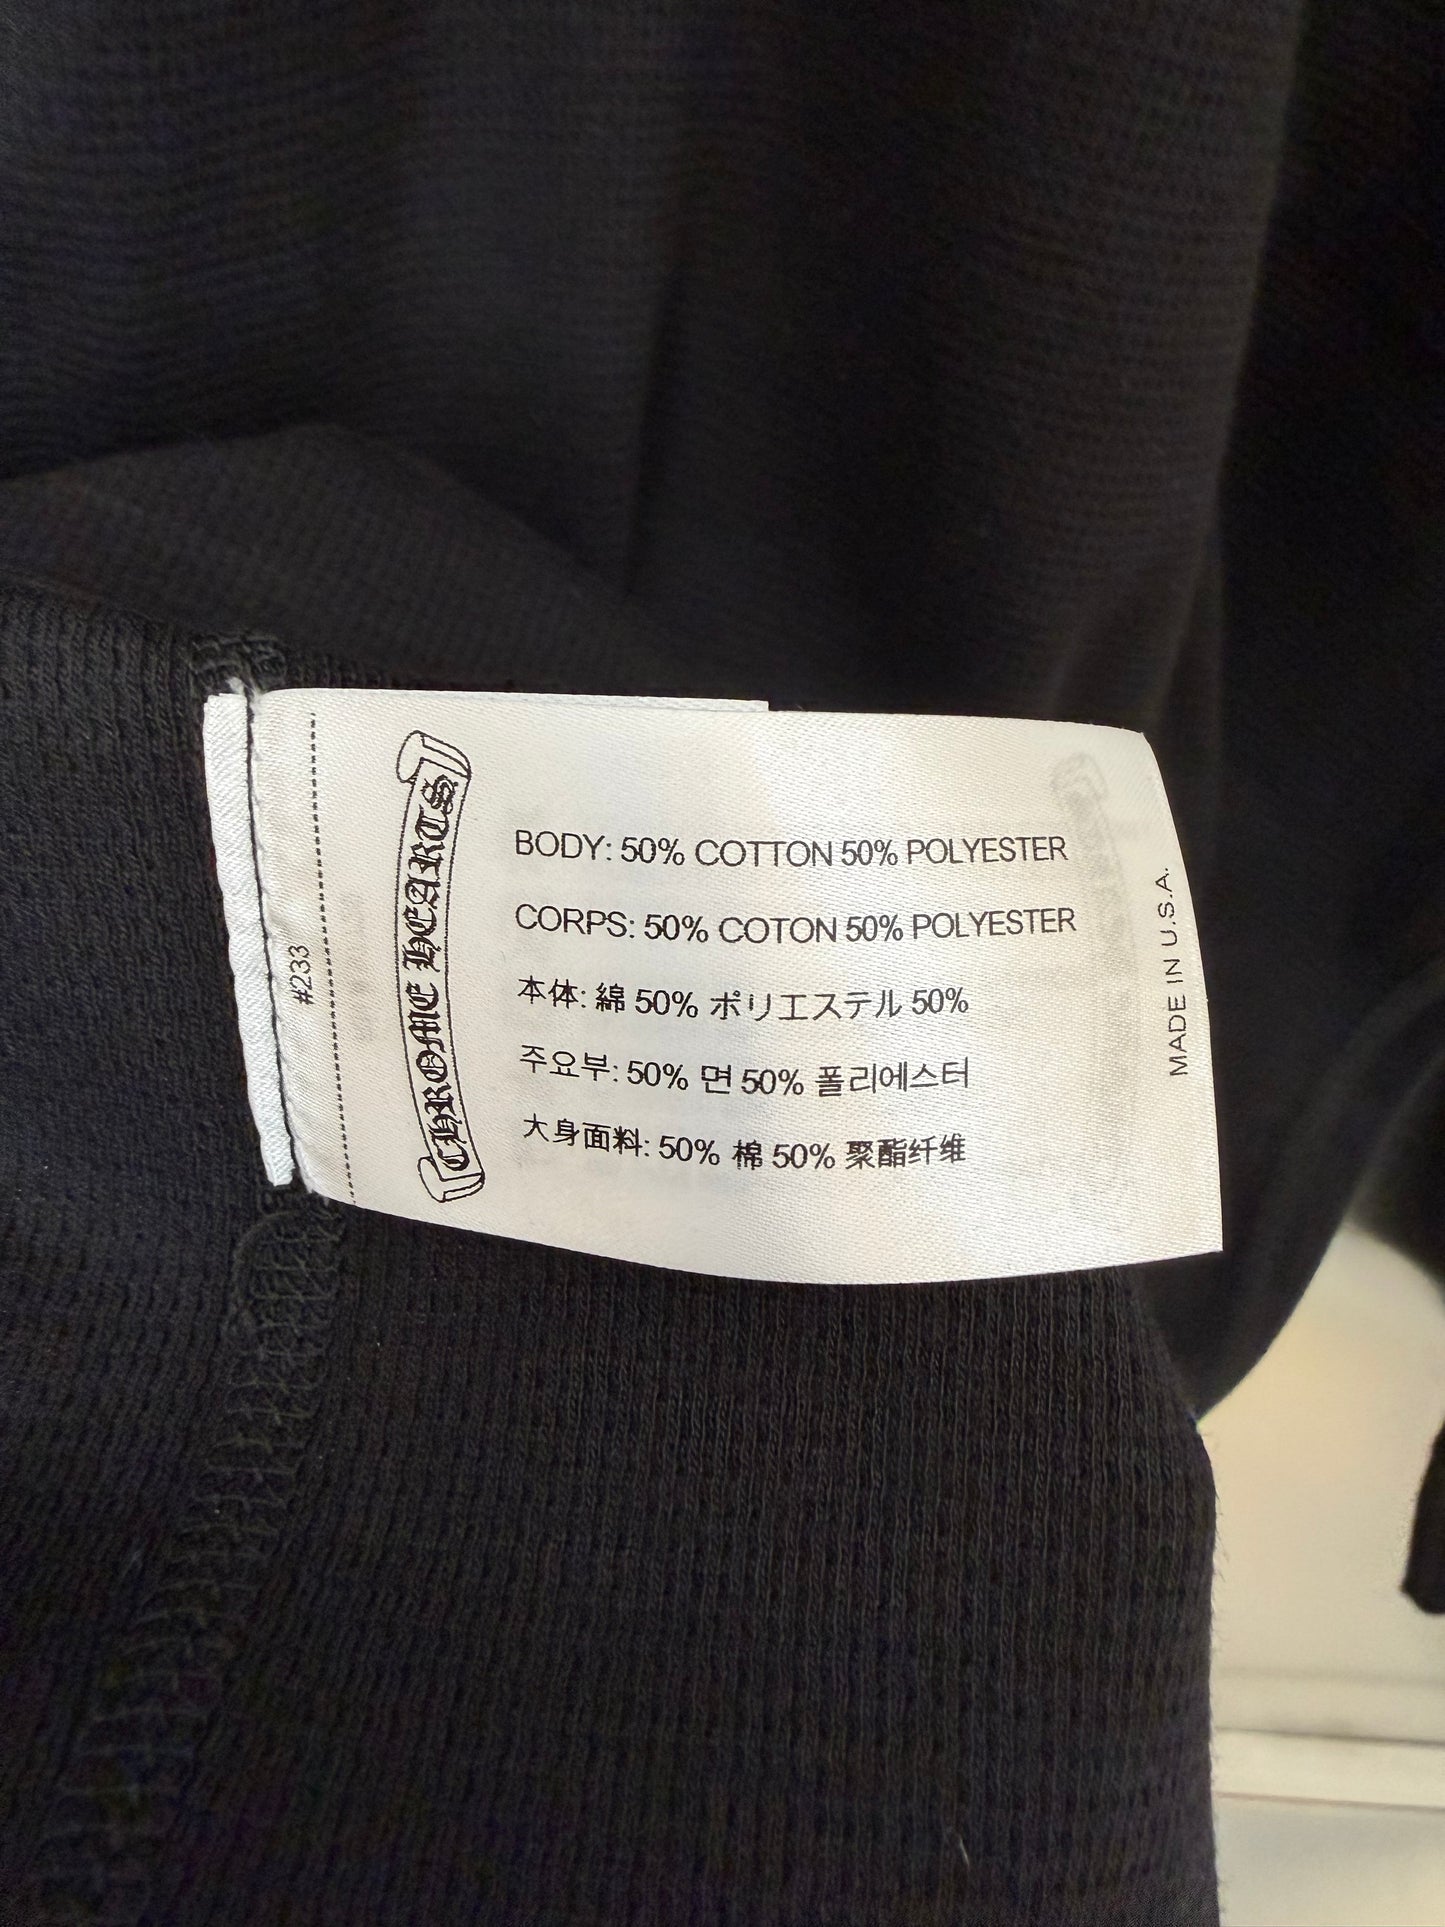 #233
CHROME HEARTS
BODY: 50% COTTON 50% POLYESTER
CORPS: 50% COTON 50% POLYESTER
本体: 綿 50% ポリエステル 50%
주요부: 50% 면 50% 폴리에스터
大身面料: 50% 棉 50% 聚酯纤维
MADE IN U.S.A.